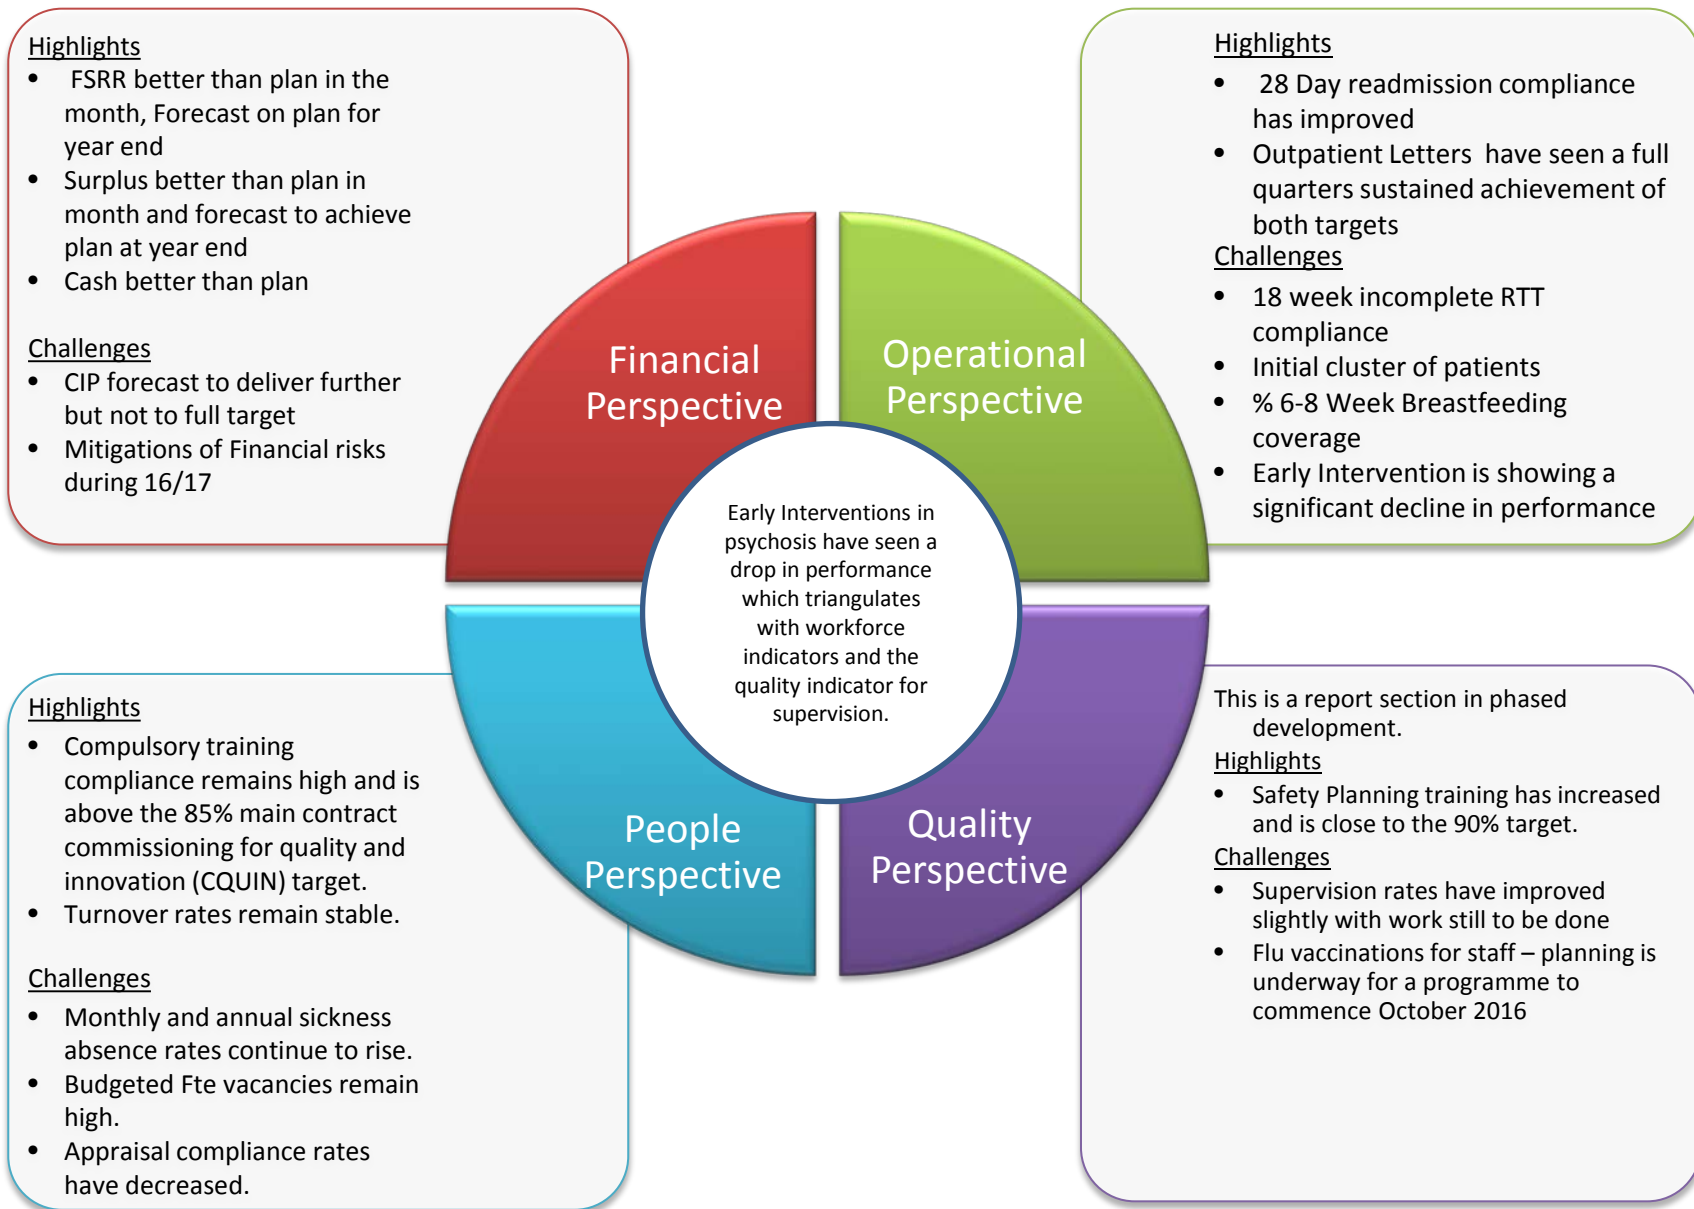 Highlights
• FSRR better than plan in the
month, Forecast on plan for
year end
• Surplus better than plan in
month and forecast to achieve
plan at year end
• Cash better than plan
Challenges
• CIP forecast to deliver further
but not to full target
• Mitigations of Financial risks
during 16/17
Highlights
• 28 Day readmission compliance
has improved
• Outpatient Letters have seen a full
quarters sustained achievement of
both targets
Challenges
• 18 week incomplete RTT
compliance
• Initial cluster of patients
• % 6-8 Week Breastfeeding
coverage
• Early Intervention is showing a
significant decline in performance
Financial
Perspective
Operational
Perspective
Early Interventions in
psychosis have seen a
drop in performance
which triangulates
with workforce
indicators and the
quality indicator for
supervision.
People
Perspective
Quality
Perspective
Highlights
• Compulsory training
compliance remains high and is
above the 85% main contract
commissioning for quality and
innovation (CQUIN) target.
• Turnover rates remain stable.
Challenges
• Monthly and annual sickness
absence rates continue to rise.
• Budgeted Fte vacancies remain
high.
• Appraisal compliance rates
have decreased.
This is a report section in phased
development.
Highlights
• Safety Planning training has increased
and is close to the 90% target.
Challenges
• Supervision rates have improved
slightly with work still to be done
• Flu vaccinations for staff – planning is
underway for a programme to
commence October 2016